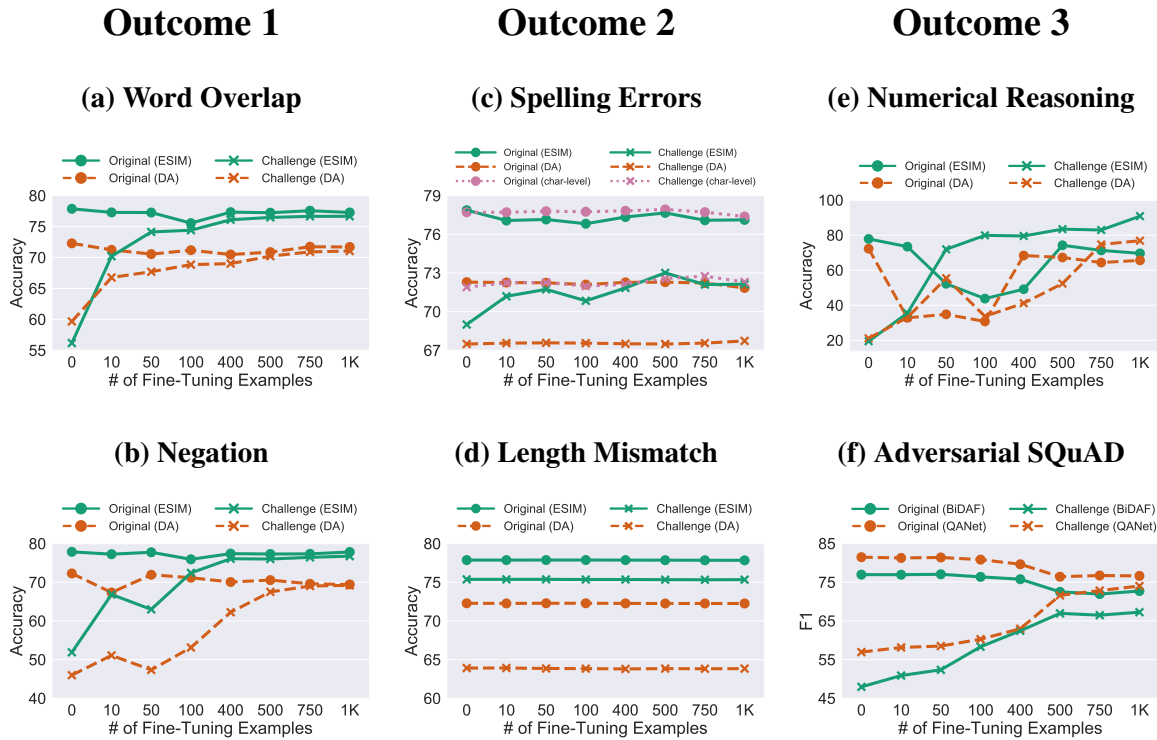 Outcome 1
Outcome 2
Outcome 3
(a) Word Overlap
Original (ESIM)
Challenge (ESIM)
Original (DA)
Challenge (DA)
80
75
70
65
60
55
Accuracy
0 10 50 100 400 500 750 1K
# of Fine-Tuning Examples
(c) Spelling Errors
Original (ESIM)
Challenge (ESIM)
Original (DA)
Challenge (DA)
Original (char-level)
Challenge (char-level)
79
76
73
70
67
Accuracy
0 10 50 100 400 500 750 1K
# of Fine-Tuning Examples
(e) Numerical Reasoning
Original (ESIM)
Challenge (ESIM)
Original (DA)
Challenge (DA)
100
80
60
40
20
Accuracy
0 10 50 100 400 500 750 1K
# of Fine-Tuning Examples
(b) Negation
Original (ESIM)
Challenge (ESIM)
Original (DA)
Challenge (DA)
80
70
60
50
40
Accuracy
0 10 50 100 400 500 750 1K
# of Fine-Tuning Examples
(d) Length Mismatch
Original (ESIM)
Challenge (ESIM)
Original (DA)
Challenge (DA)
80
75
70
65
60
Accuracy
0 10 50 100 400 500 750 1K
# of Fine-Tuning Examples
(f) Adversarial SQuAD
Original (BiDAF)
Challenge (BiDAF)
Original (QANet)
Challenge (QANet)
85
75
65
55
45
F1
0 10 50 100 400 500 750 1K
# of Fine-Tuning Examples